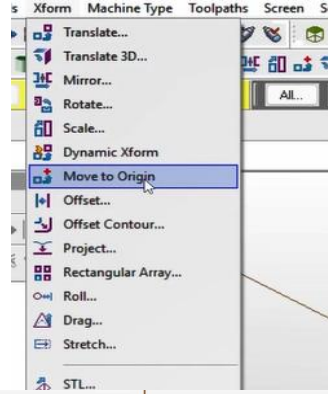 Xform Machine Type Toolpaths Screen
Translate...
Translate 3D...
Mirror...
Rotate...
Scale...
All...
Dynamic Xform
Move to Origin
Offset...
Offset Contour...
Project...
Rectangular Array...
Roll...
Drag...
Stretch...
STL...